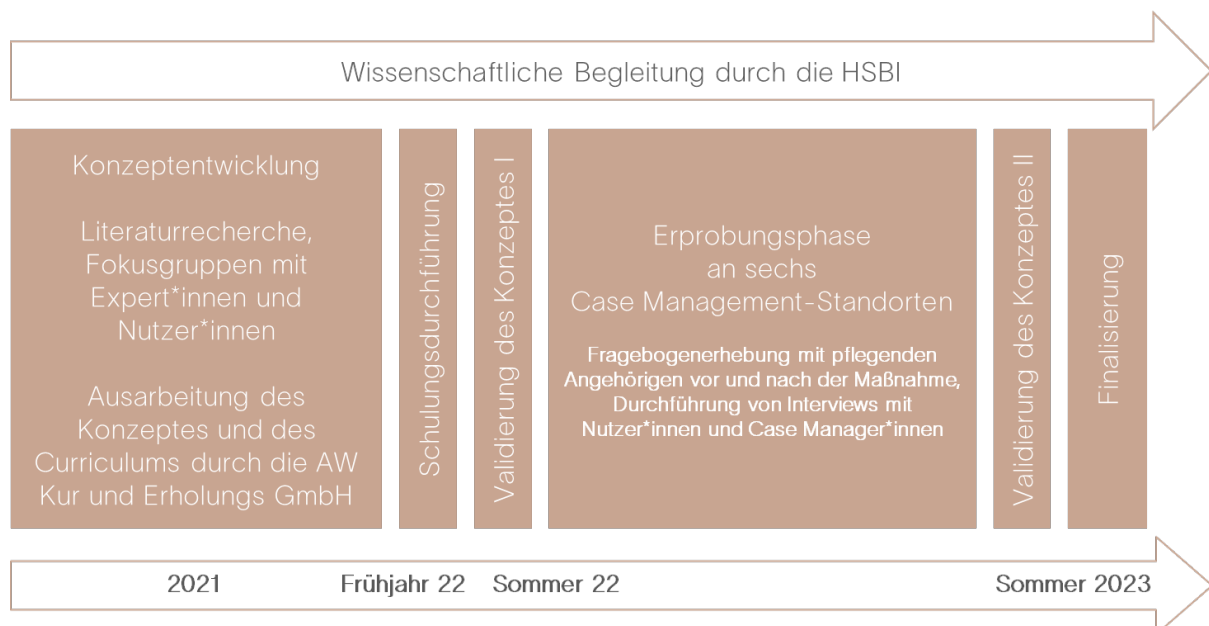 Wissenschaftliche Begleitung durch die HSBI
Konzeptentwicklung
Literaturrecherche,
Fokusgruppen mit
Expert*innen und
Nutzer*innen
Ausarbeitung des
Konzeptes und des
Curriculums durch die AW
Kur und Erholungs GmbH
Schulungsdurchführung
Validierung des Konzeptes I
Erprobungsphase
an sechs
Case Management-Standorten
Fragebogenerhebung mit pflegenden
Angehörigen vor und nach der Maßnahme,
Durchführung von Interviews mit
Nutzer*innen und Case Manager*innen
Validierung des Konzeptes II
Finalisierung
2021
Frühjahr 22
Sommer 22
Sommer 2023